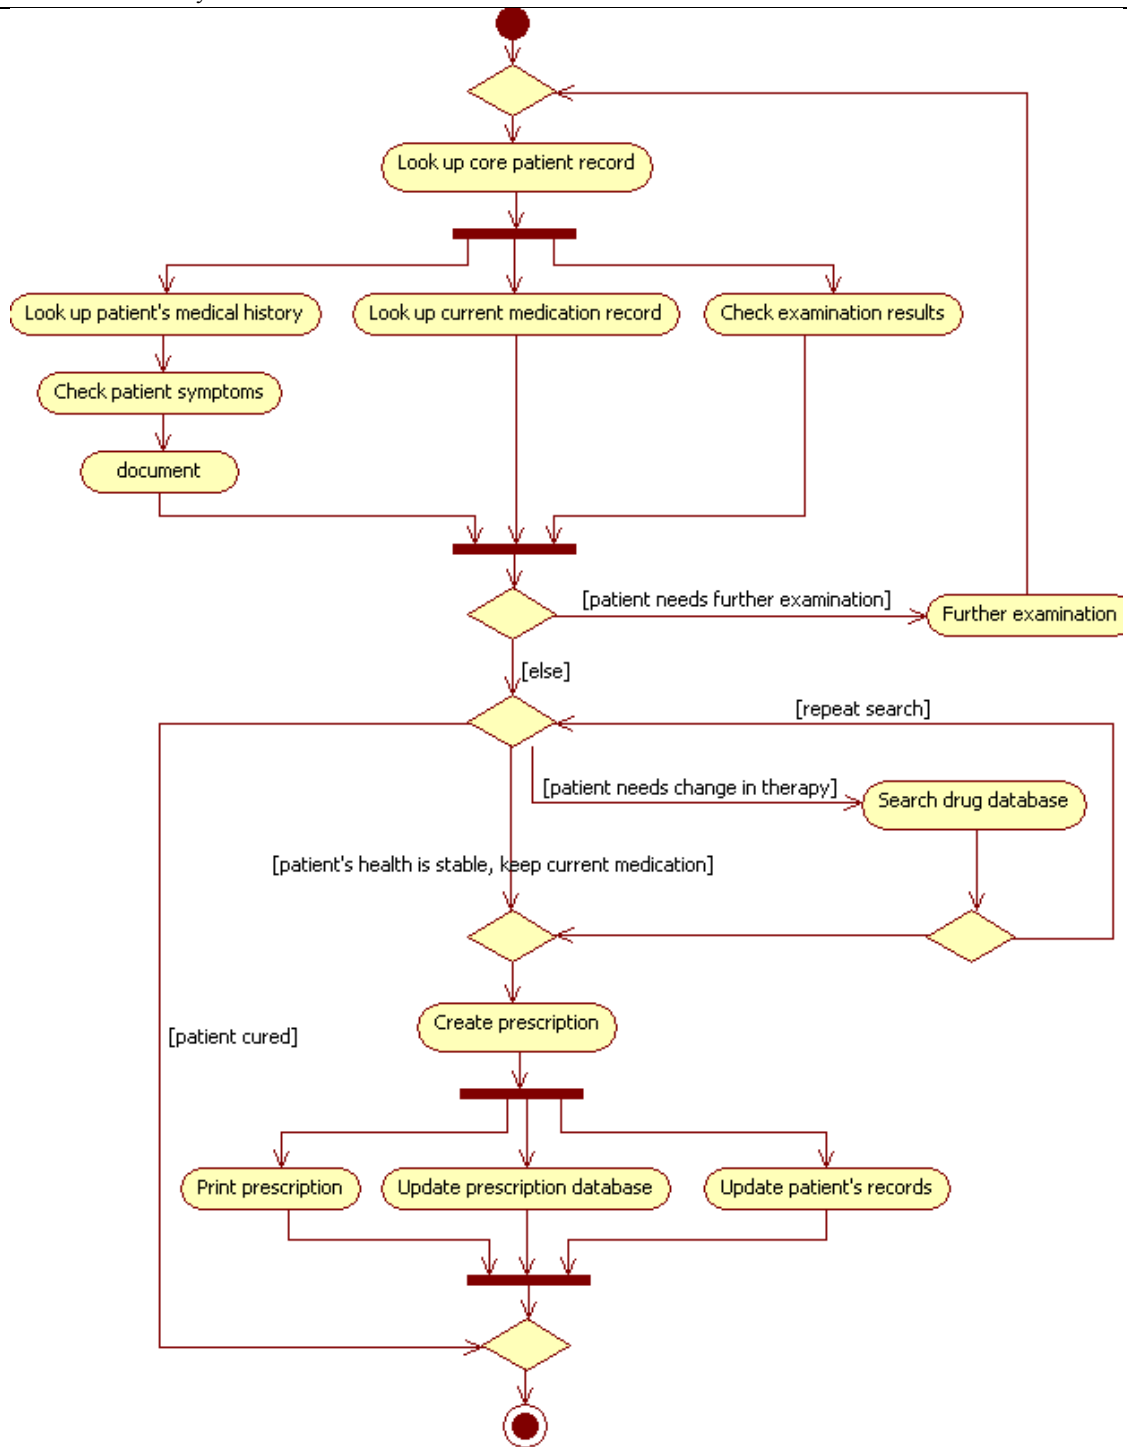 Look up core patient record
Look up patient's medical history
Look up current medication record
Check examination results
Check patient symptoms
document
[patient needs further examination]
Further examination
[else]
[repeat search]
[patient needs change in therapy]
Search drug database
[patient's health is stable, keep current medication]
Create prescription
[patient cured]
Print prescription
Update prescription database
Update patient's records